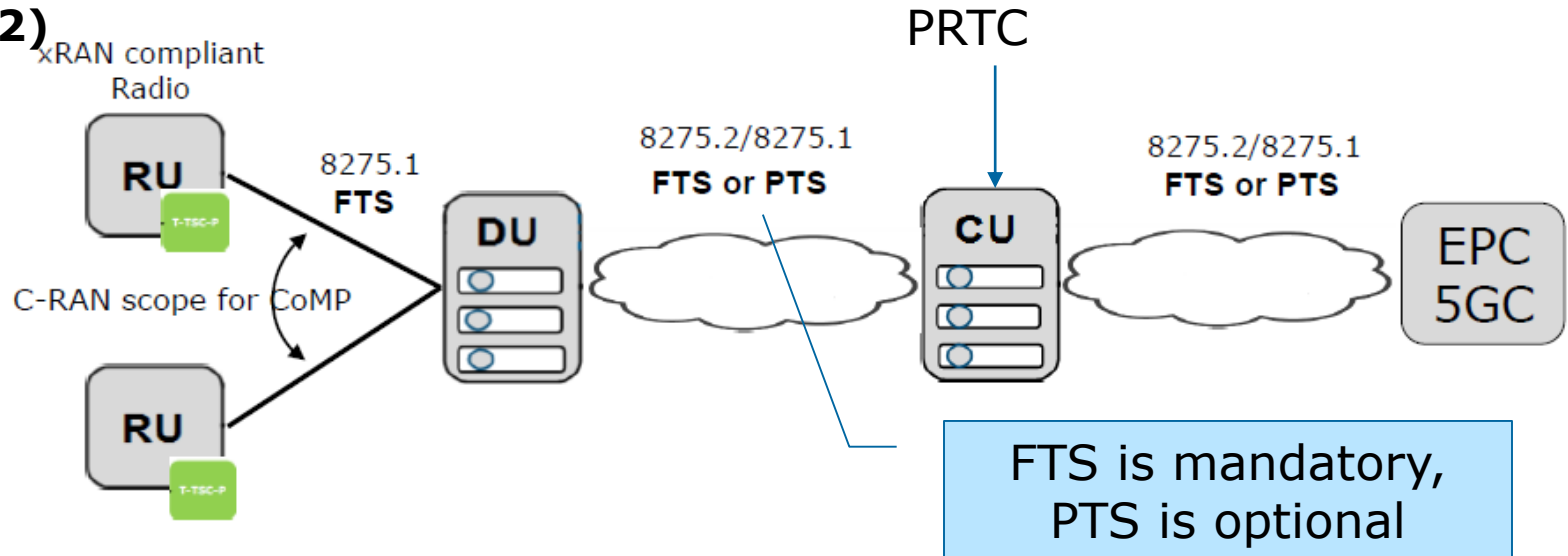 2)
xRAN compliant
Radio
RU
T-TSC-P
8275.1
FTS
C-RAN scope for CoMP
RU
T-TSC-P
DU
8275.2/8275.1
FTS or PTS
PRTC
CU
8275.2/8275.1
FTS or PTS
EPC
5GC
FTS is mandatory,
PTS is optional